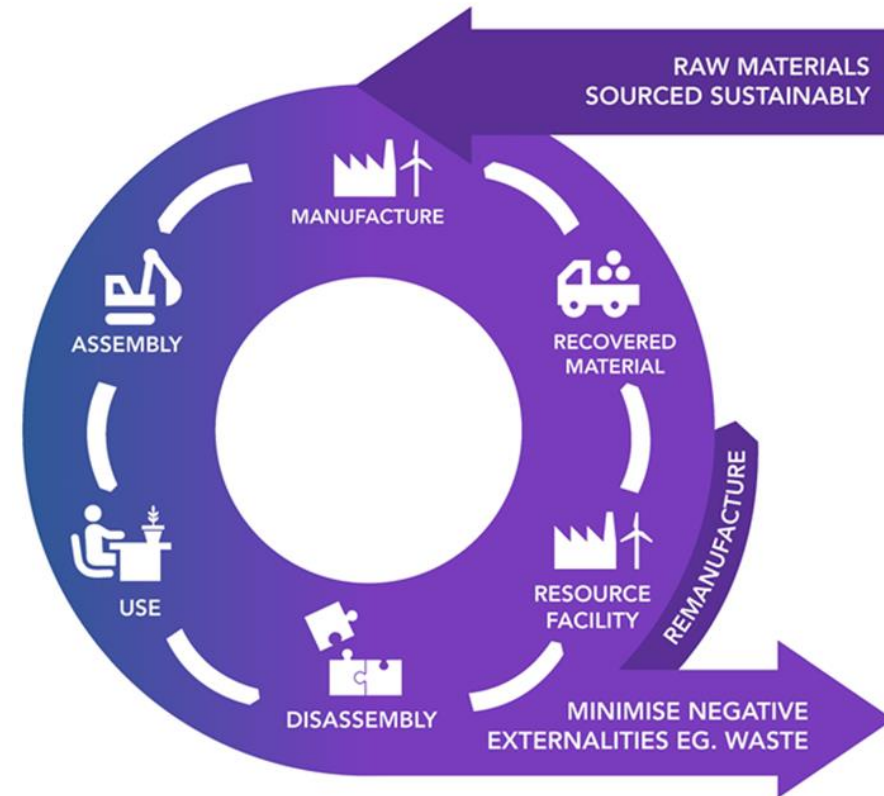 RAW MATERIALS
SOURCED SUSTAINABLY
MANUFACTURE
ASSEMBLY
RECOVERED
MATERIAL
USE
RESOURCE
FACILITY
REMANUFACTURE
DISASSEMBLY
MINIMISE NEGATIVE
EXTERNALITIES EG. WASTE